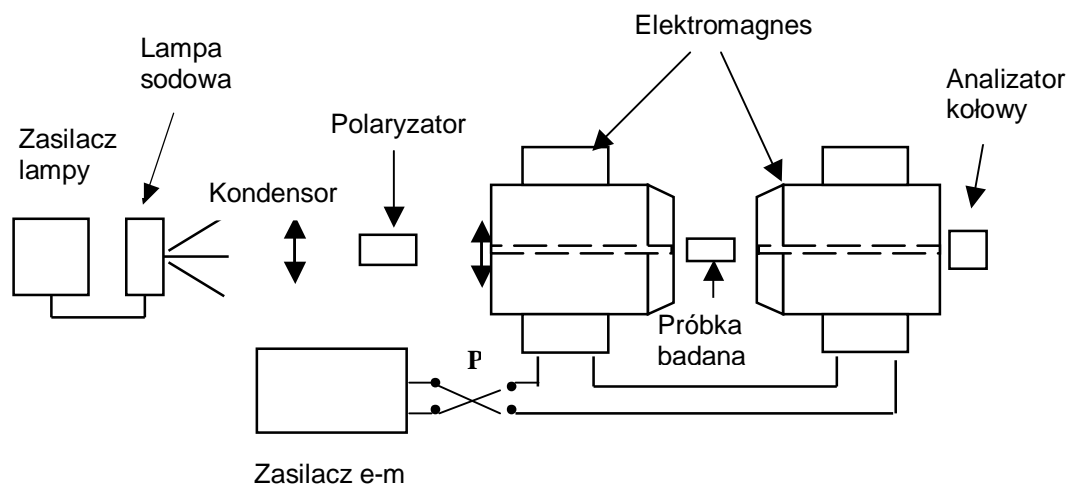 Elektromagnes
Lampa
sodowa
Analizator
kołowy
Polaryzator
Zasilacz
lampy
Kondensor
Próbka
badana
P
Zasilacz e-m